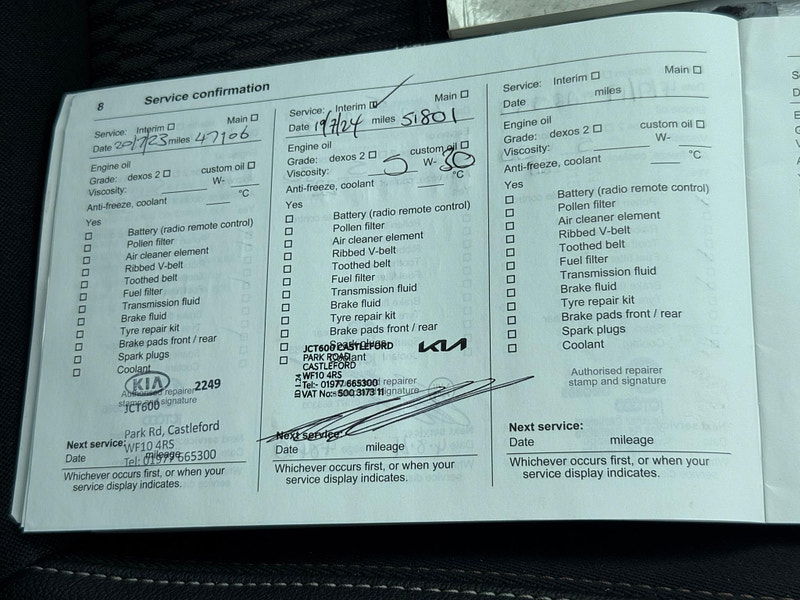 8 Service confirmation
Service: Interim Main
Date 20/7/23 miles 47906
Engine oil
Grade: dexos 2 custom oil
Viscosity: W-
Anti-freeze, coolant °C
Yes
Battery (radio remote control)
Pollen filter
Air cleaner element
Ribbed V-belt
Toothed belt
Fuel filter
Transmission fluid
Brake fluid
Tyre repair kit
Brake pads front / rear
Spark plugs
Coolant
KIA 2249
Authorised repairer
stamp and signature
JCT600
Park Rd, Castleford
WF10 4RS
Tel: 01977 665300
Next service:
Date mileage
Whichever occurs first, or when your
service display indicates.
Service: Interim Main
Date 19/7/24 miles 51801
Engine oil
Grade: dexos 2 custom oil
Viscosity: 5 W- 30
Anti-freeze, coolant °C
Yes
Battery (radio remote control)
Pollen filter
Air cleaner element
Ribbed V-belt
Toothed belt
Fuel filter
Transmission fluid
Brake fluid
Tyre repair kit
Brake pads front / rear
Spark plugs
Coolant
JCT600 CASTLEFORD KIA
PARK ROAD
CASTLEFORD
WF10 4RS
Tel:- 01977 665300
VAT No:- 500 3173 11
repairer
signature
Next service:
Date mileage
Whichever occurs first, or when your
service display indicates.
Service: Interim Main
Date miles
Engine oil
Grade: dexos 2 custom oil
Viscosity: W-
Anti-freeze, coolant °C
Yes
Battery (radio remote control)
Pollen filter
Air cleaner element
Ribbed V-belt
Toothed belt
Fuel filter
Transmission fluid
Brake fluid
Tyre repair kit
Brake pads front / rear
Spark plugs
Coolant
Authorised repairer
stamp and signature
Next service:
Date mileage
Whichever occurs first, or when your
service display indicates.